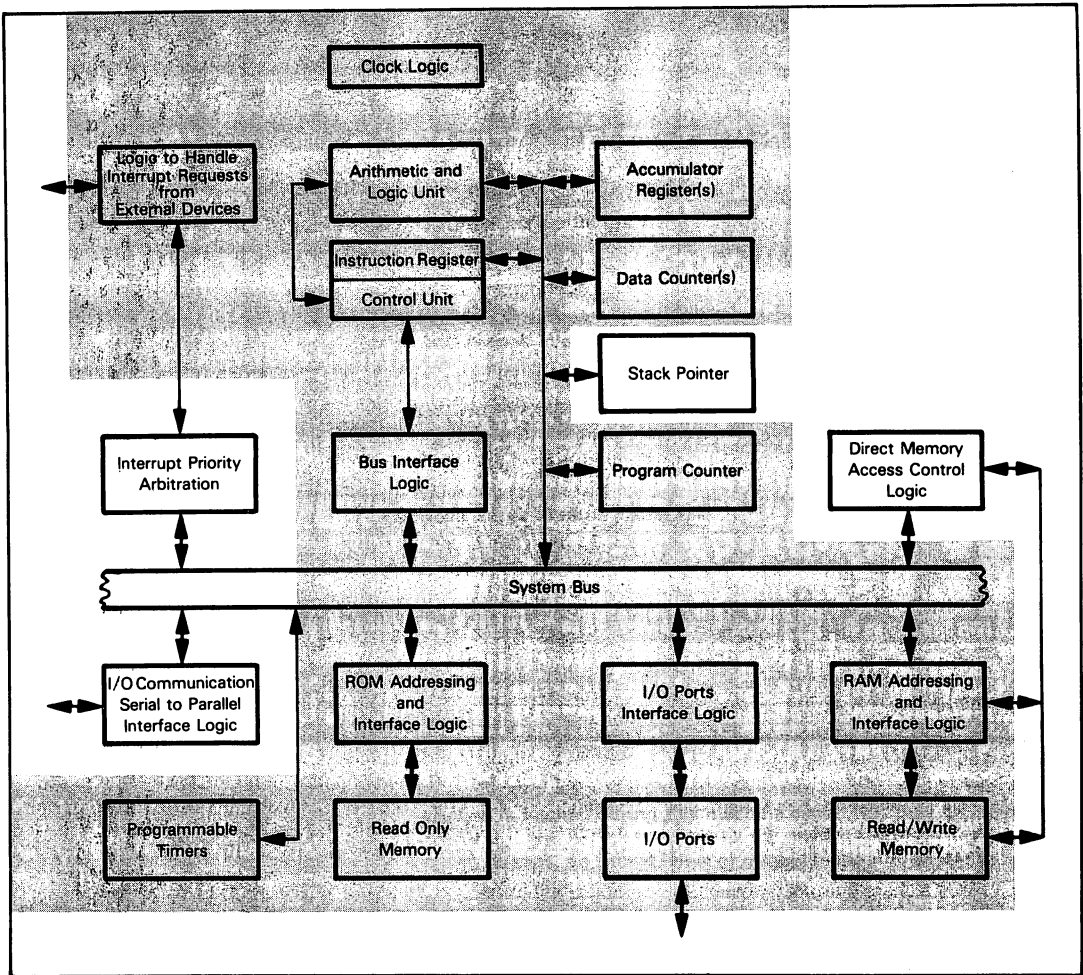 Clock Logic
Logic to Handle
Interrupt Requests
from
External Devices
Arithmetic and
Logic Unit
Accumulator
Register(s)
Instruction Register
Control Unit
Data Counter(s)
Stack Pointer
Interrupt Priority
Arbitration
Bus Interface
Logic
Program Counter
Direct Memory
Access Control
Logic
System Bus
I/O Communication
Serial to Parallel
Interface Logic
ROM Addressing
and
Interface Logic
I/O Ports
Interface Logic
RAM Addressing
and
Interface Logic
Programmable
Timers
Read Only
Memory
I/O Ports
Read/Write
Memory